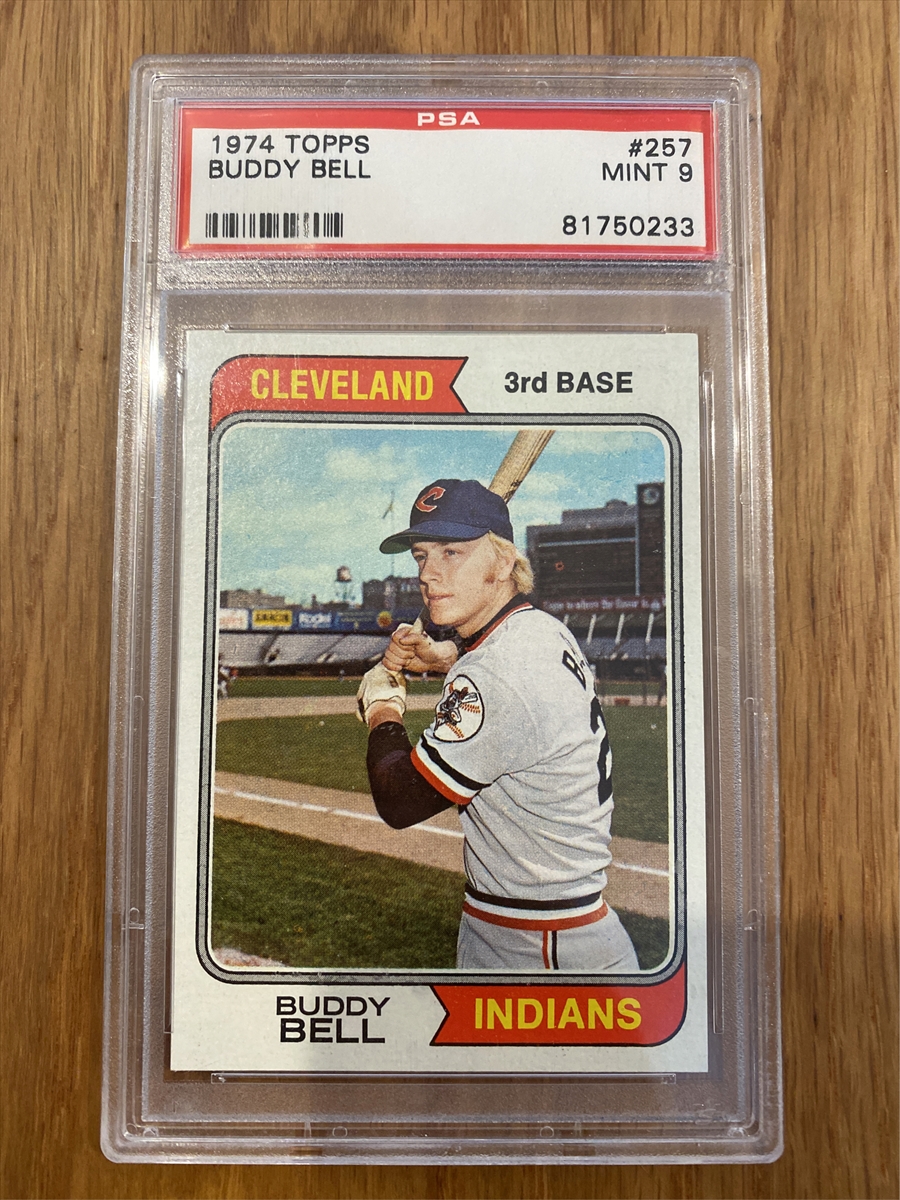 PSA
1974 TOPPS #257
BUDDY BELL MINT 9
81750233
CLEVELAND 3rd BASE
C
BUDDY
BELL
INDIANS